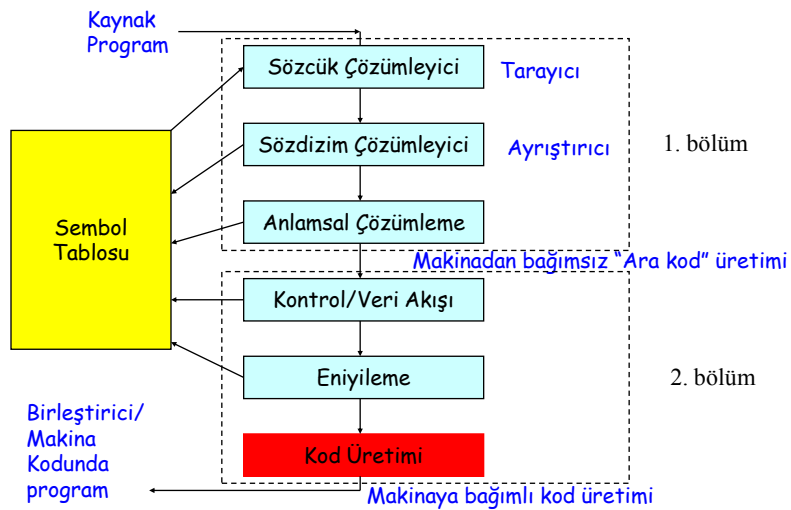 Kaynak
Program
Sözcük Çözümleyici
Tarayıcı
Sözdizim Çözümleyici
Ayrıştırıcı
1. bölüm
Sembol
Tablosu
Anlamsal Çözümleme
Makinadan bağımsız “Ara kod” üretimi
Kontrol/Veri Akışı
Eniyileme
2. bölüm
Birleştirici/
Makina
Kodunda
program
Kod Üretimi
Makinaya bağımlı kod üretimi